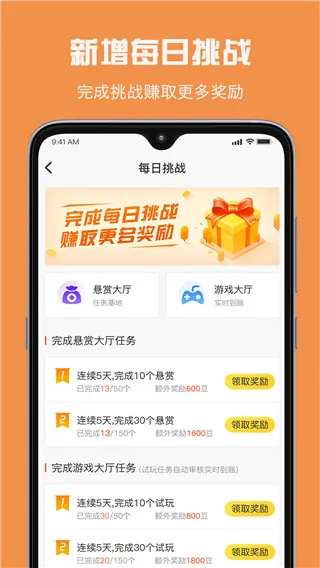 新增每日挑战
完成挑战赚取更多奖励
9:41 AM
每日挑战
完成每日挑战
赚取更多奖励
悬赏大厅
任务基地
游戏大厅
实时到账
完成悬赏大厅任务
1
连续5天,完成10个悬赏
已完成13/50个 额外奖励600豆
领取奖励
2
连续5天,完成30个悬赏
已完成13/150个 额外奖励1600豆
领取奖励
完成游戏大厅任务(试玩任务自动审核实时到账)
1
连续5天,完成10个试玩
已完成30/50个 额外奖励800豆
领取奖励
2
连续5天,完成30个试玩
已完成20/150个 额外奖励1800豆
领取奖励